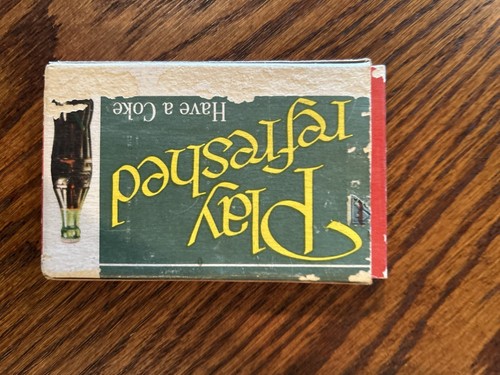 Play
refreshed
Have a Coke